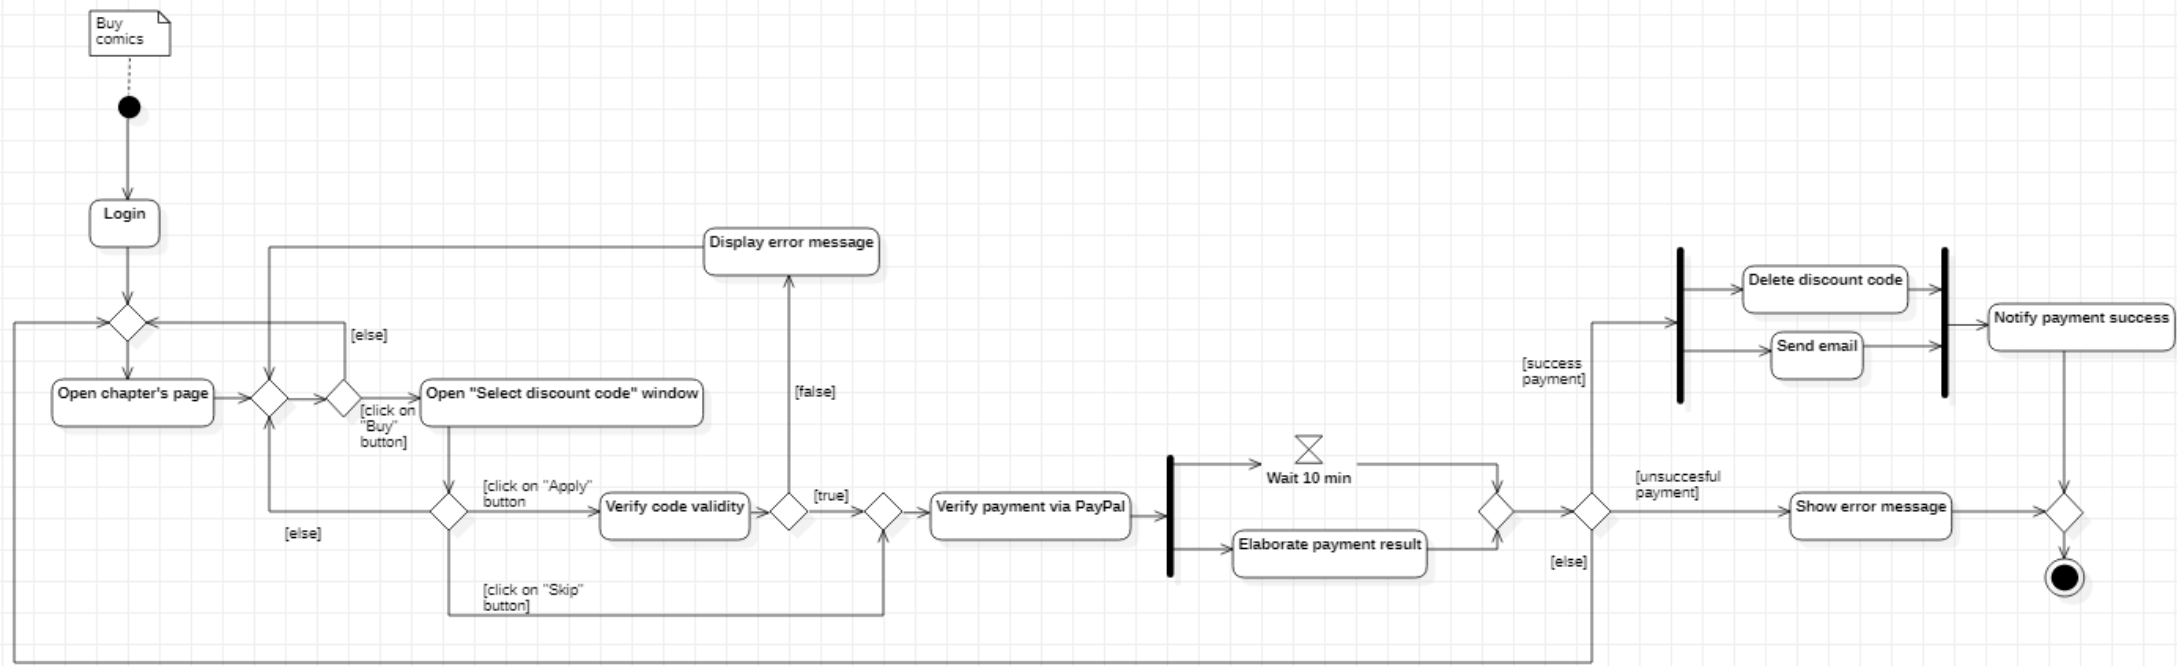 Buy
comics
Login
Display error message
[else]
Open chapter's page
[click on
"Buy"
button]
Open "Select discount code" window
[false]
[else]
[click on "Apply"
button
Verify code validity
[true]
Verify payment via PayPal
[click on "Skip"
button]
Wait 10 min
Elaborate payment result
[success
payment]
[else]
Delete discount code
Send email
Notify payment success
[unsuccesful
payment]
Show error message